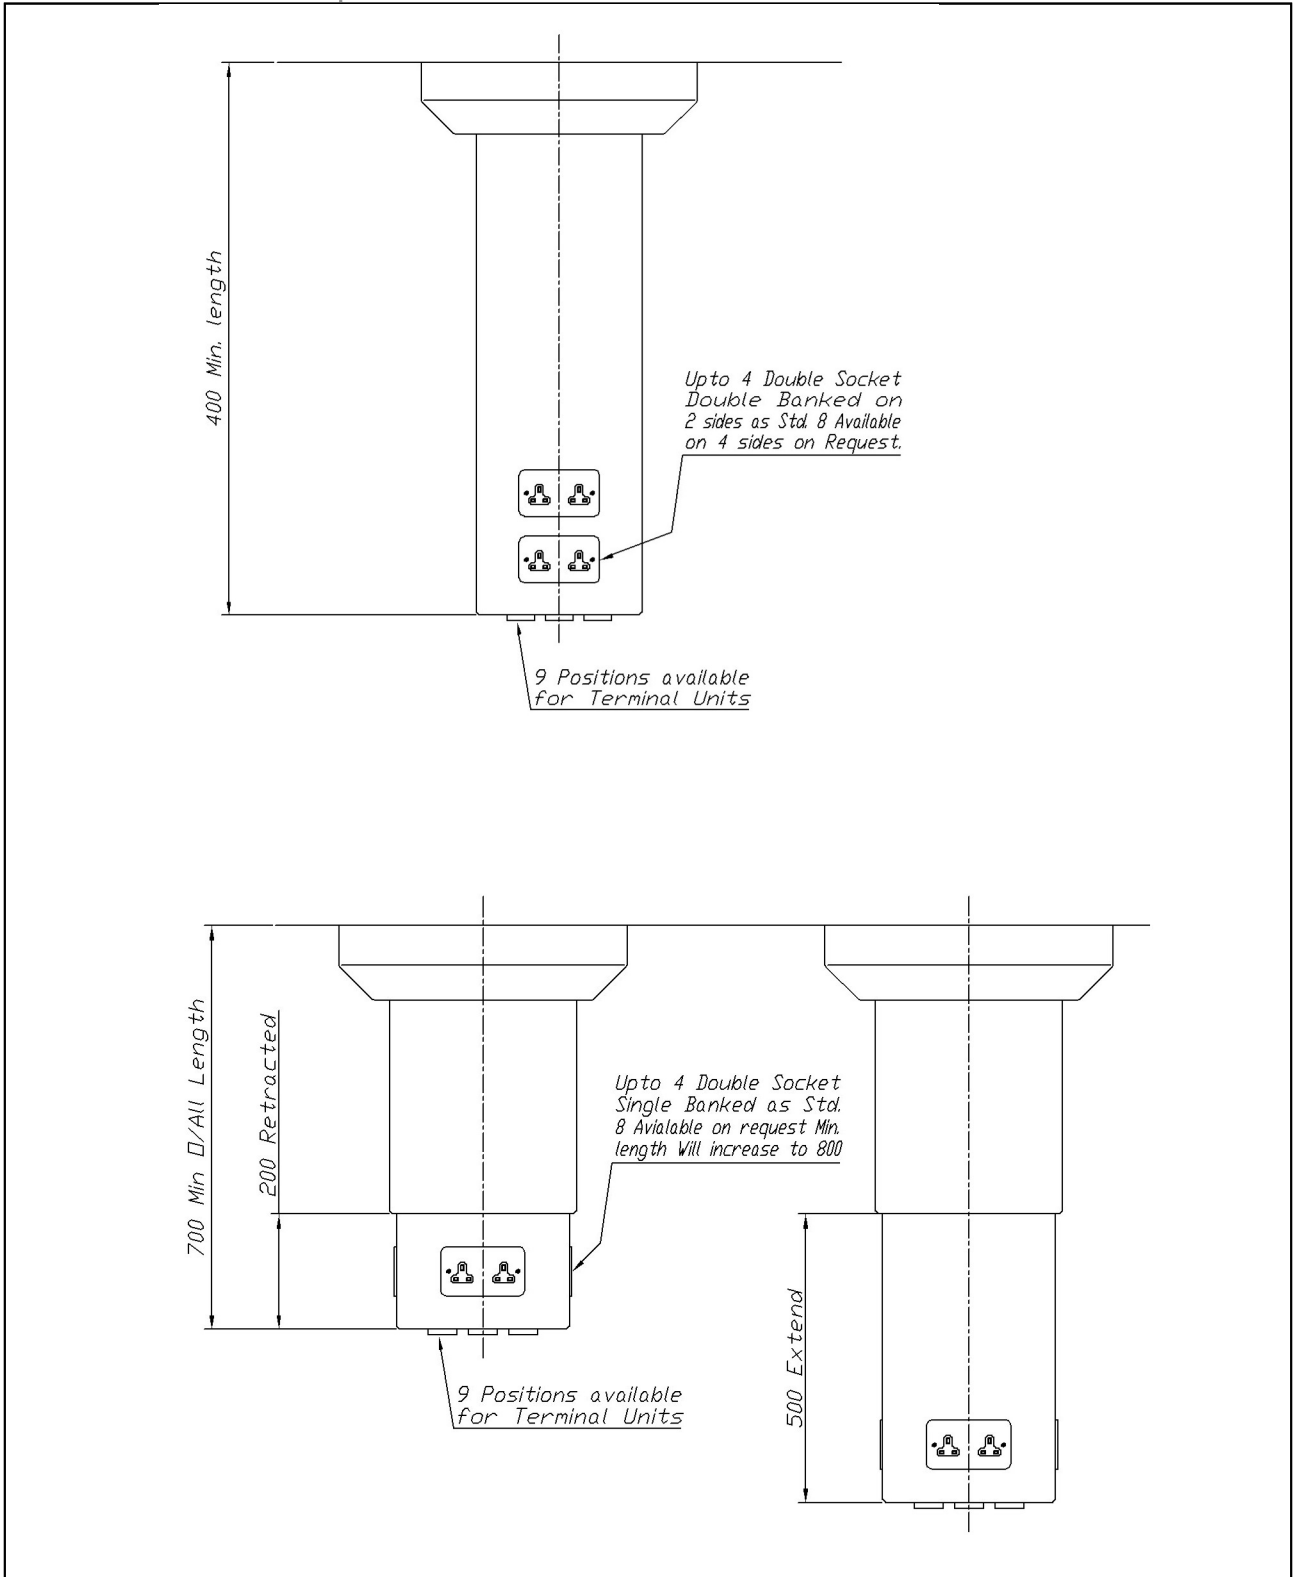 400 Min. length
Upto 4 Double Socket
Double Banked on
2 sides as Std. 8 Available
on 4 sides on Request.
9 Positions available
for Terminal Units
700 Min O/All Length
200 Retracted
Upto 4 Double Socket
Single Banked as Std.
8 Avialable on request Min.
length Will increase to 800
9 Positions available
for Terminal Units
500 Extend